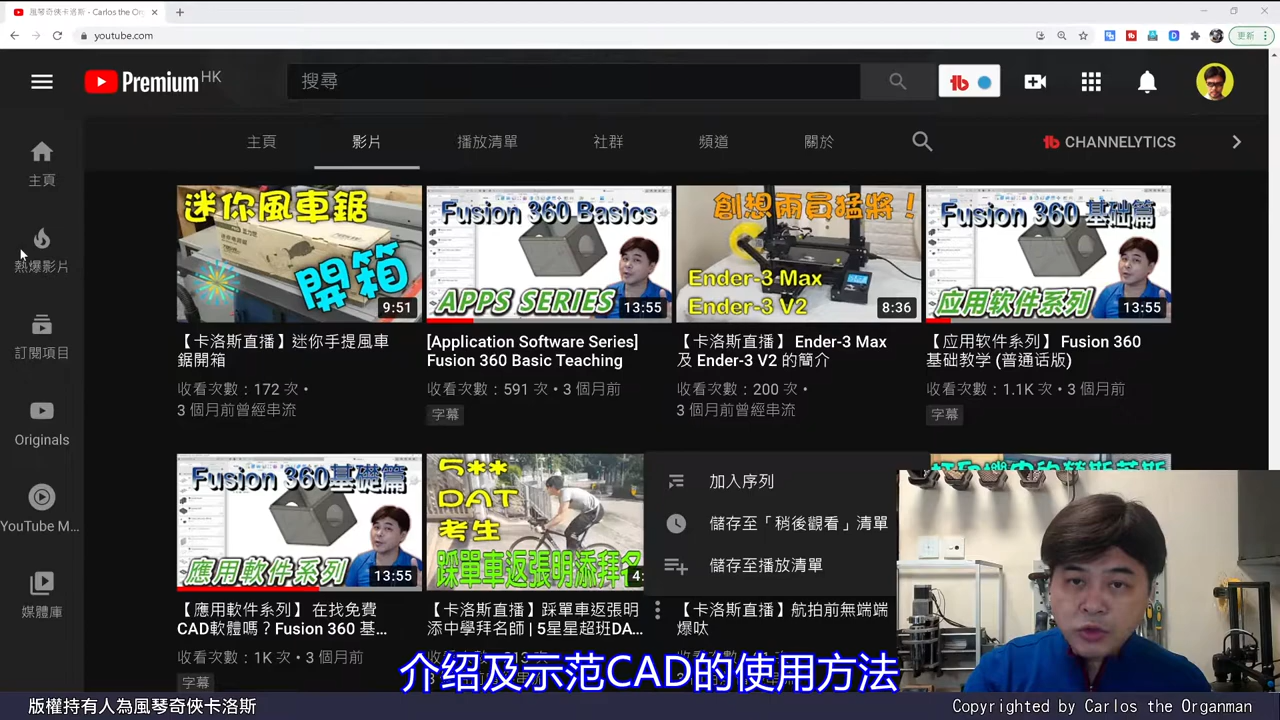 風琴奇俠卡洛斯 - Carlos the Or
youtube.com
更新
Premium HK
搜尋
主頁
影片
播放清單
社群
頻道
關於
CHANNELYTICS
主頁
熱爆影片
訂閱項目
Originals
YouTube M...
媒體庫
迷你風車鋸
開箱
9:51
【卡洛斯直播】迷你手提風車
鋸開箱
收看次數：172 次・
3 個月前曾經串流
Fusion 360 Basics
APPS SERIES
13:55
[Application Software Series]
Fusion 360 Basic Teaching
收看次數：591 次・3 個月前
字幕
創想兩員猛將！
Ender-3 Max
Ender-3 V2
8:36
【卡洛斯直播】 Ender-3 Max
及 Ender-3 V2 的簡介
收看次數：200 次・
3 個月前曾經串流
Fusion 360 基础篇
应用软件系列
13:55
【应用软件系列】 Fusion 360
基础教学 (普通话版)
收看次數：1.1K 次・3 個月前
字幕
Fusion 360基礎篇
應用軟件系列
13:55
【應用軟件系列】 在找免費
CAD軟體嗎？Fusion 360 基...
收看次數：1K 次・3 個月前
字幕
5**
DAT
考生
踩單車返張明添拜名
4:
【卡洛斯直播】踩單車返張明
添中學拜名師 | 5星星超班DA...
加入序列
儲存至「稍後觀看」清單
儲存至播放清單
【卡洛斯直播】航拍前無端端
爆呔
介绍及示范CAD的使用方法
版權持有人為風琴奇俠卡洛斯
Copyrighted by Carlos the Organman